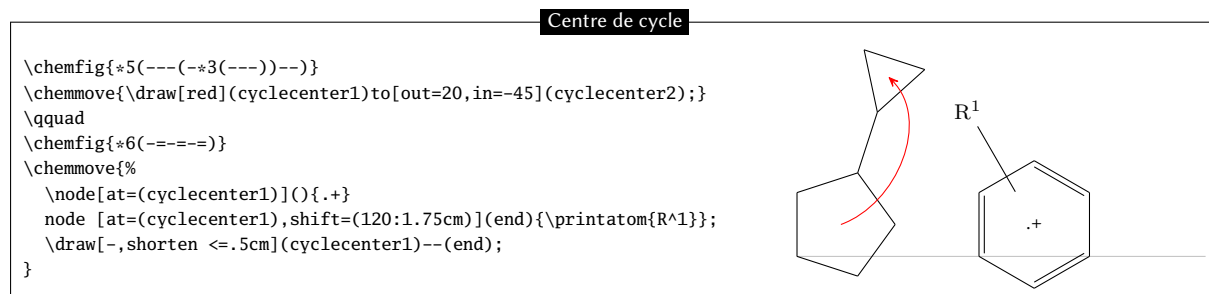 Centre de cycle
\chemfig{*5(---(-*3(---))--)}
\chemmove{\draw[red](cyclecenter1)to[out=20,in=-45](cyclecenter2);}
\qquad
\chemfig{*6(-=-=-=)}
\chemmove{%
  \node[at=(cyclecenter1)](){.+}
  node [at=(cyclecenter1),shift=(120:1.75cm)](end){\printatom{R^1}};
  \draw[-,shorten <=.5cm](cyclecenter1)--(end);
}
R¹
.+